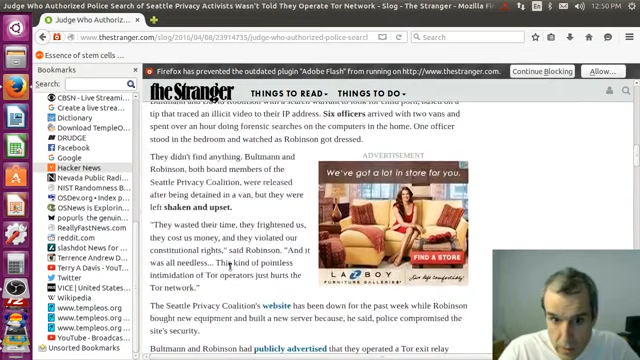 Judge Who Authorized Police Search of Seattle Privacy Activists Wasn't Told They Operate Tor Network - Slog - The Stranger - Mozilla Fi
12:50 PM
Judge Who Authorized P...
www.thestranger.com/slog/2016/04/08/23914735/judge-who-authorized-police-search
Essence of stem cells ...
Bookmarks
Search:
CBSN - Live Streami...
Create a live strea...
Dictionary
Download TempleO...
DRUDGE
Facebook
Google
Hacker News
Nevada Public Radi...
NIST Randomness B...
OSDev.org • Index ...
popurls the genuin...
ReallyFastNews.com
reddit.com
slashdot News for ...
Terrence Andrew D...
Terry A Davis - You...
Twitter
VICE | United States...
Wikipedia
www.templeos.org/...
www.templeos.org/...
www.templeos.org/...
YouTube
Unsorted Bookmarks
Firefox has prevented the outdated plugin "Adobe Flash" from running on http://www.thestranger.com.
Continue Blocking
Allow...
the Stranger
THINGS TO READ
THINGS TO DO
tip that traced an illicit video to their IP address. Six officers arrived with two vans and
spent over an hour doing forensic searches on the computers in the home. One officer
stood in the bedroom and watched as Robinson got dressed.
They didn't find anything. Bultmann and
Robinson, both board members of the
Seattle Privacy Coalition, were released
after being detained in a van, but they were
left shaken and upset.
"They wasted their time, they frightened us,
they cost us money, and they violated our
constitutional rights," said Robinson. "And it
was all needless... This kind of pointless
intimidation of Tor operators just hurts the
Tor network."
ADVERTISEMENT
We've got a lot in store for you.
FIND A STORE
LA Z BOY
FURNITURE GALLERIES
live life comfortably
The Seattle Privacy Coalition's website has been down for the past week while Robinson
bought new equipment and built a new server because, he said, police compromised the
site's security.
Bultmann and Robinson had publicly advertised that they operated a Tor exit relay